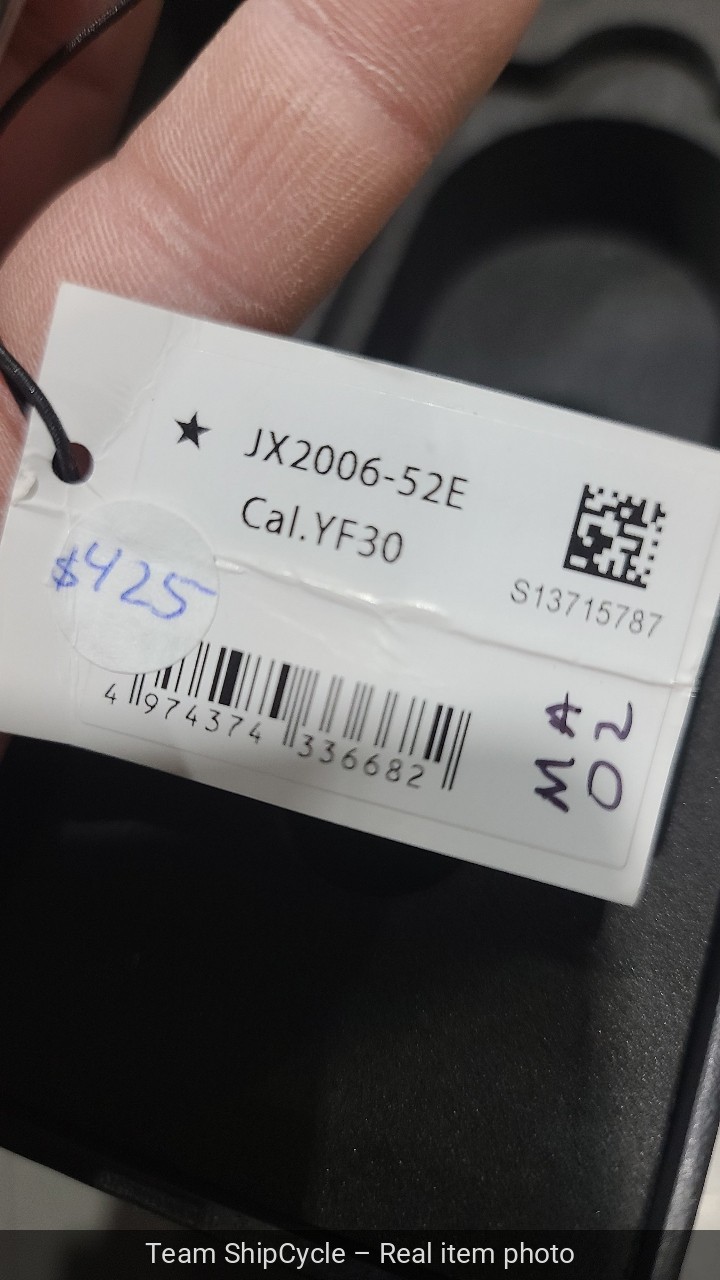 ★ JX2006-52E
Cal.YF30
S13715787
$425
4 974374 336682
MA
02
Team ShipCycle – Real item photo